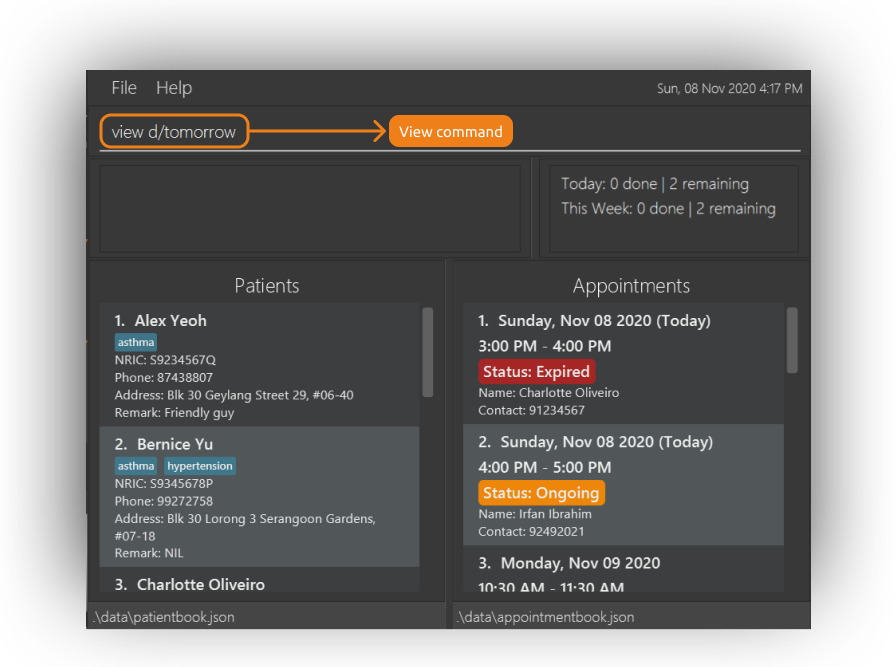 File Help
Sun, 08 Nov 2020 4:17 PM
view d/tomorrow
View command
Today: 0 done | 2 remaining
This Week: 0 done | 2 remaining
Patients
1. Alex Yeoh
asthma
NRIC: S9234567Q
Phone: 87438807
Address: Blk 30 Geylang Street 29, #06-40
Remark: Friendly guy
2. Bernice Yu
asthma hypertension
NRIC: S9345678P
Phone: 99272758
Address: Blk 30 Lorong 3 Serangoon Gardens,
#07-18
Remark: NIL
3. Charlotte Oliveiro
Appointments
1. Sunday, Nov 08 2020 (Today)
3:00 PM - 4:00 PM
Status: Expired
Name: Charlotte Oliveiro
Contact: 91234567
2. Sunday, Nov 08 2020 (Today)
4:00 PM - 5:00 PM
Status: Ongoing
Name: Irfan Ibrahim
Contact: 92492021
3. Monday, Nov 09 2020
10:30 AM - 11:30 AM
.\data\patientbook.json
.\data\appointmentbook.json